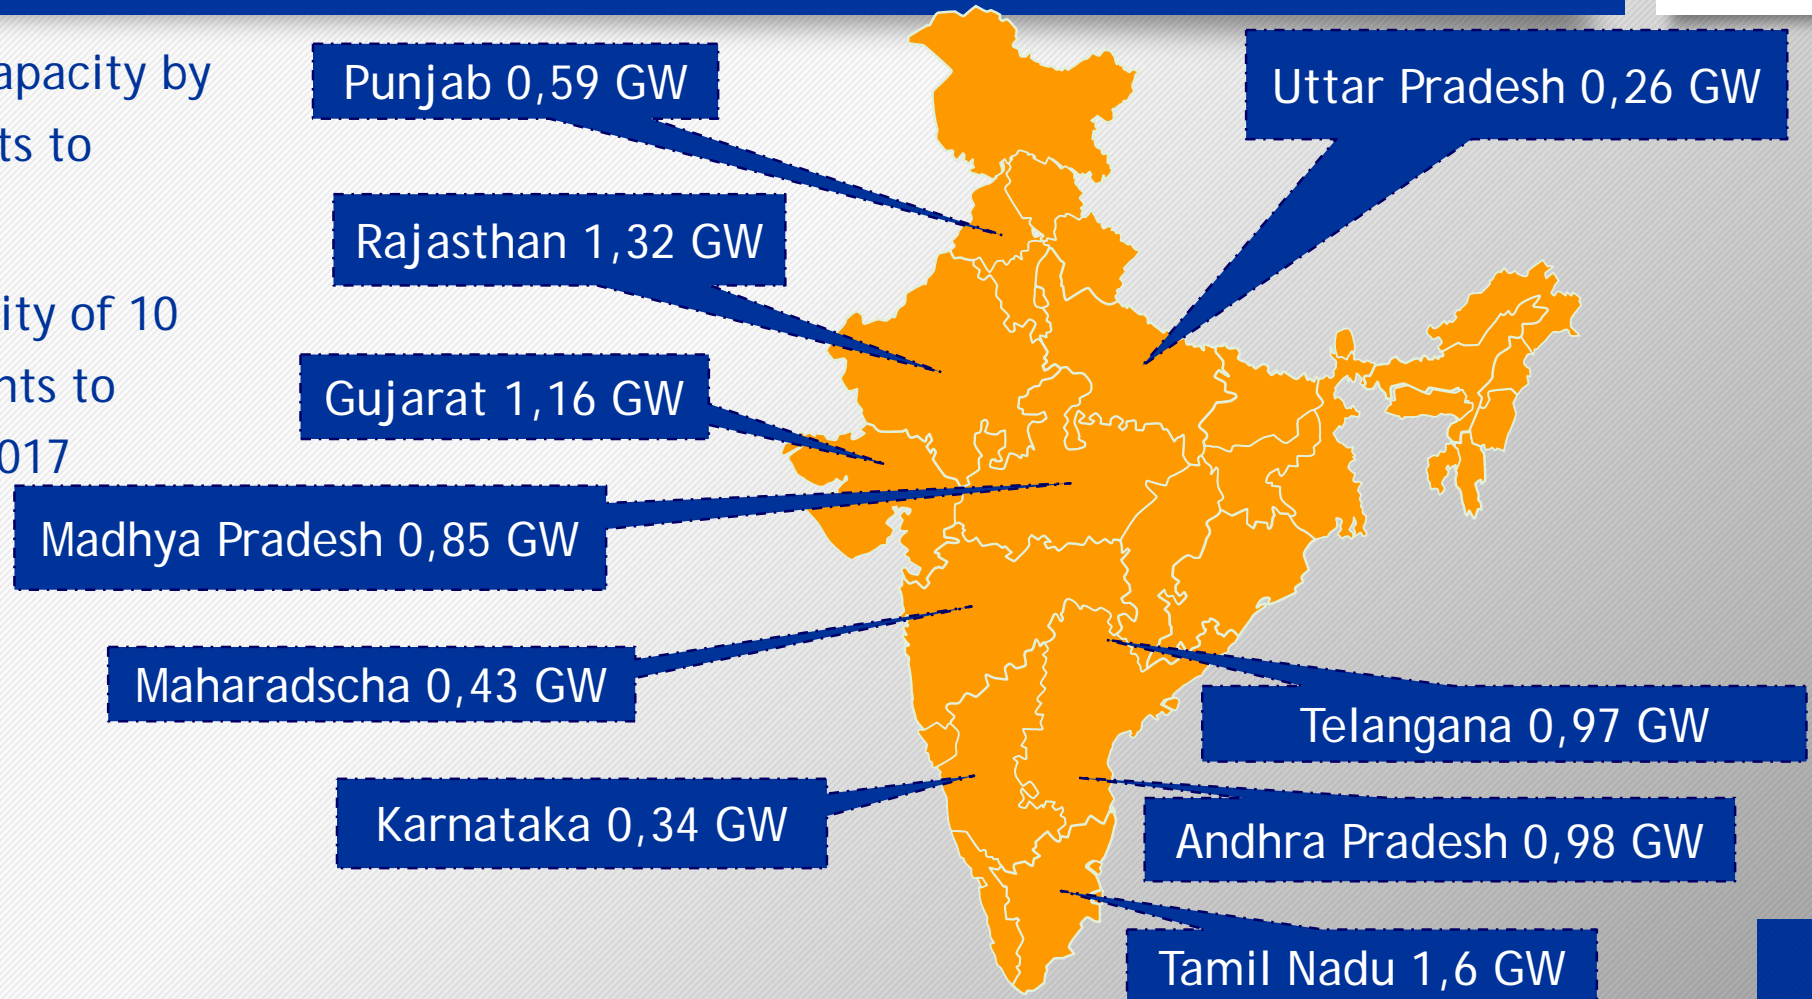 apacity by
ts to
ity of 10
nts to
017
Punjab 0,59 GW
Uttar Pradesh 0,26 GW
Rajasthan 1,32 GW
Gujarat 1,16 GW
Madhya Pradesh 0,85 GW
Maharadscha 0,43 GW
Telangana 0,97 GW
Karnataka 0,34 GW
Andhra Pradesh 0,98 GW
Tamil Nadu 1,6 GW